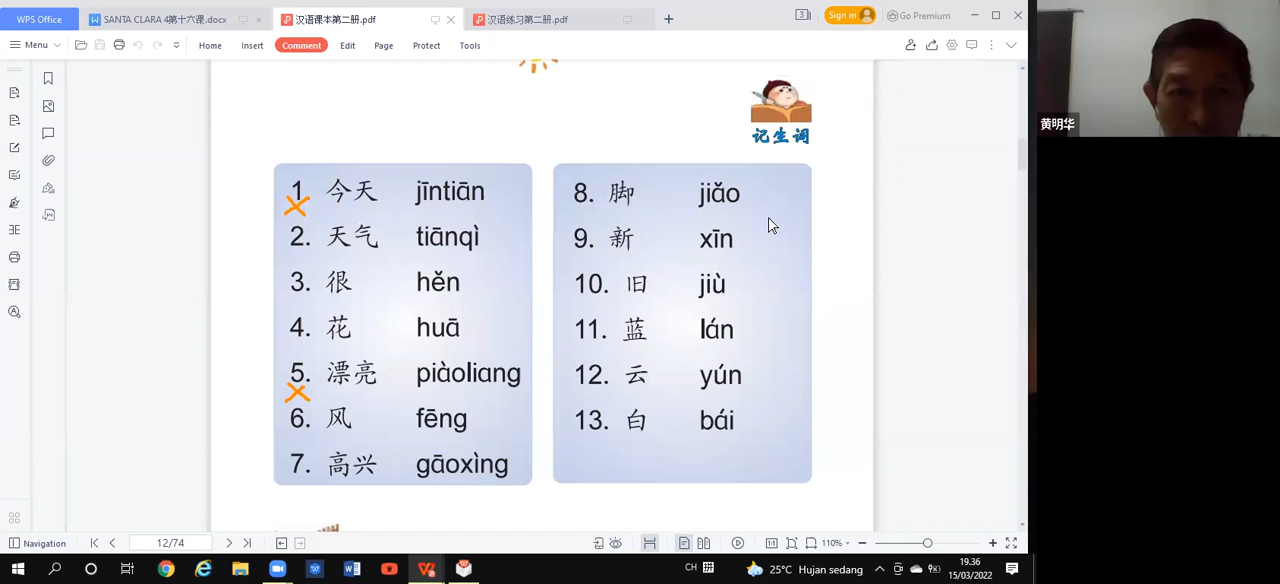 WPS Office
SANTA CLARA 4第十六课.docx
汉语课本第二册.pdf
汉语练习第二册.pdf
3
Sign in
Go Premium
Menu
Home
Insert
Comment
Edit
Page
Protect
Tools
黄明华
记生词
1 今天 jīntiān
2. 天气 tiānqì
3. 很 hěn
4. 花 huā
5. 漂亮 piàoliang
6. 风 fēng
7. 高兴 gāoxìng
8. 脚 jiǎo
9. 新 xīn
10. 旧 jiù
11. 蓝 lán
12. 云 yún
13. 白 bái
Navigation
12/74
110%
CH
25°C Hujan sedang
19.36
15/03/2022